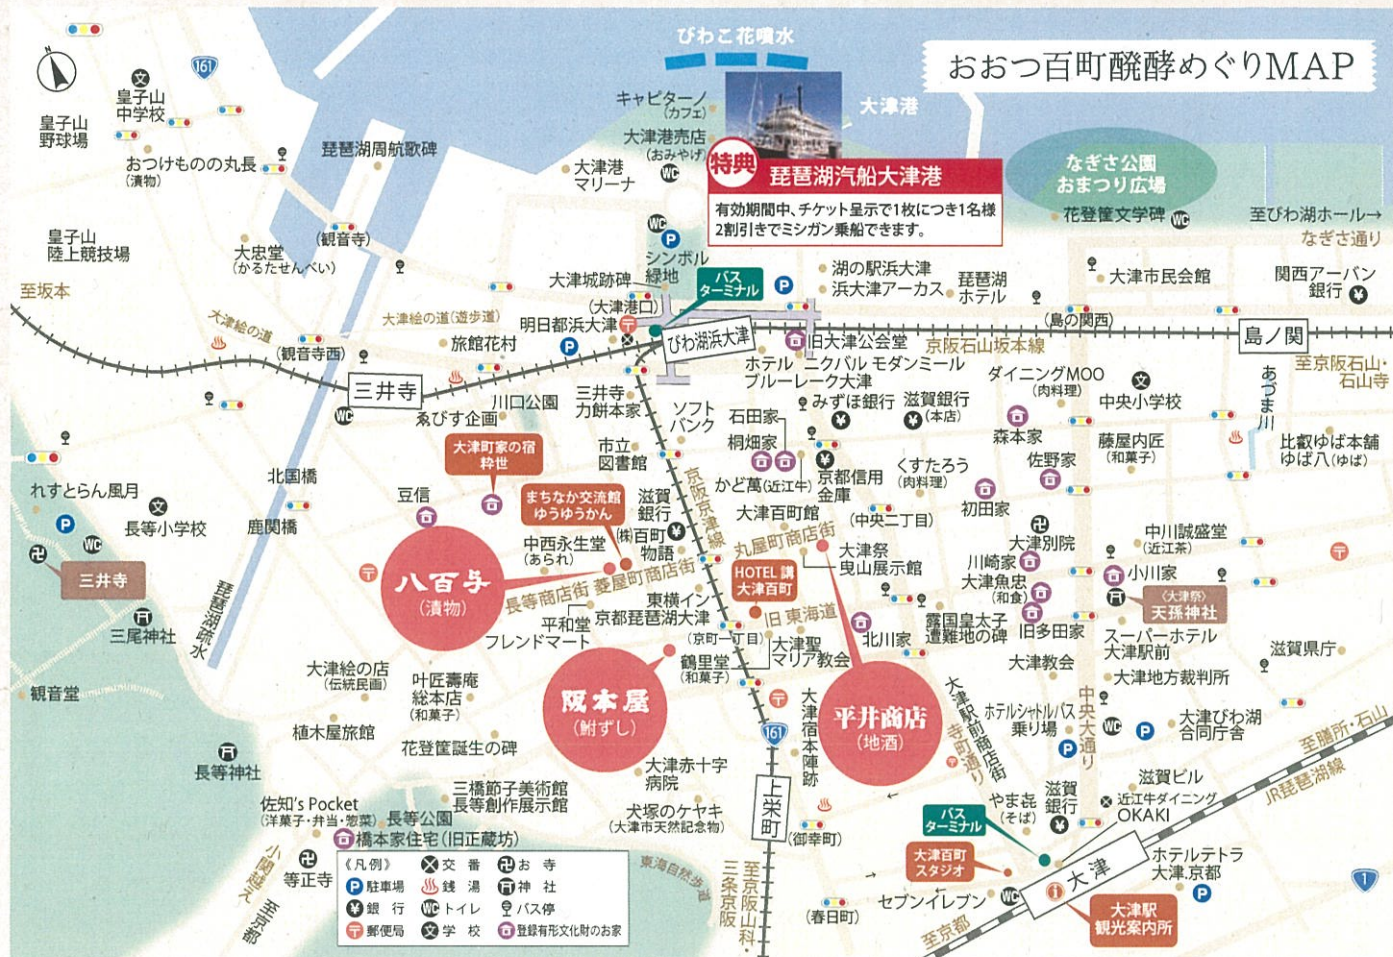 おおつ百町醗酵めぐりMAP
N
161
皇子山
中学校
皇子山
野球場
おつけものの丸長
(漬物)
琵琶湖周航歌碑
(観音寺)
皇子山
陸上競技場
大忠堂
(かるたせんべい)
びわこ花噴水
キャピターノ
(カフェ)
大津港売店
(おみやげ)
大津港
マリーナ
大津港
特典
琵琶湖汽船大津港
有効期間中、チケット呈示で1枚につき1名様
2割引きでミシガン乗船できます。
なぎさ公園
おまつり広場
花登筐文学碑
至びわ湖ホール→
なぎさ通り
シンボル
緑地
大津城跡碑
(大津港口)
明日都浜大津
バス
ターミナル
湖の駅浜大津
浜大津アーカス
琵琶湖
ホテル
大津市民会館
関西アーバン
銀行
(島の関西)
至坂本
大津絵の道
大津絵の道(遊歩道)
(観音寺西)
旅館花村
びわ湖浜大津
旧大津公会堂
京阪石山坂本線
島ノ関
至京阪石山・
石山寺
三井寺
ゑびす企画
川口公園
三井寺
力餅本家
ソフト
バンク
ホテル
ブルーレーク大津
ニクバル モダンミール
みずほ銀行
滋賀銀行
(本店)
ダイニングMOO
(肉料理)
中央小学校
あづま川
石田家
桐畑家
森本家
佐野家
藤屋内匠
(和菓子)
比叡ゆば本舗
ゆば八(ゆば)
北国橋
大津町家の宿
粋世
市立
図書館
京阪京津線
かど萬(近江牛)
京都信用
金庫
くすたろう
(肉料理)
初田家
れすとらん風月
長等小学校
鹿関橋
豆信
まちなか交流館
ゆうゆうかん
滋賀
銀行
(株)百町
物語
大津百町館
丸屋町商店街
(中央二丁目)
大津祭
曳山展示館
大津別院
中川誠盛堂
(近江茶)
三井寺
八百与
(漬物)
中西永生堂
(あられ)
長等商店街
菱屋町商店街
HOTEL 講
大津百町
川崎家
大津魚忠
(和食)
小川家
〈大津祭〉
天孫神社
三尾神社
琵琶湖疏水
平和堂
フレンドマート
東横イン
京都琵琶湖大津
旧東海道
(京町一丁目)
大津聖
マリア教会
北川家
露国皇太子
遭難地の碑
旧多田家
スーパーホテル
大津駅前
滋賀県庁
観音堂
大津絵の店
(伝統民画)
叶匠壽庵
総本店
(和菓子)
阪本屋
(鮒ずし)
鶴里堂
(和菓子)
平井商店
(地酒)
大津教会
大津地方裁判所
植木屋旅館
花登筐誕生の碑
161
大津宿本陣跡
大津駅前商店街
寺町通り
ホテルシャトルバス
乗り場
中央大通り
大津びわ湖
合同庁舎
至膳所・石山
長等神社
三橋節子美術館
長等創作展示館
大津赤十字
病院
上栄町
JR琵琶湖線
滋賀ビル
近江牛ダイニング
OKAKI
佐知's Pocket
(洋菓子・弁当・惣菜)
長等公園
橋本家住宅(旧正蔵坊)
犬塚のケヤキ
(大津市天然記念物)
(御幸町)
バス
ターミナル
やま㐂
(そば)
滋賀
銀行
小関越え
至京都
等正寺
東海自然歩道
至京阪山科・
三条京阪
大津百町
スタジオ
大津
ホテルテトラ
大津.京都
1
(春日町)
セブンイレブン
至京都
大津駅
観光案内所
《凡例》
交番
お寺
P 駐車場
銭湯
神社
¥ 銀行
WC トイレ
バス停
〒 郵便局
文 学校
登録有形文化財のお家